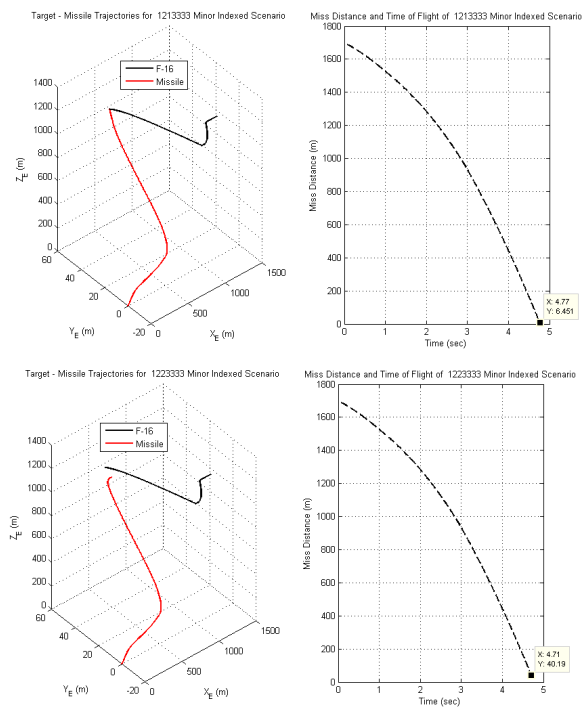 Target - Missile Trajectories for 1213333 Minor Indexed Scenario
F-16
Missile
1400
1200
1000
800
600
400
200
0
Z_E (m)
60
40
20
0
-20
Y_E (m)
0
500
1000
1500
X_E (m)
Miss Distance and Time of Flight of 1213333 Minor Indexed Scenario
1800
1600
1400
1200
1000
800
600
400
200
0
Miss Distance (m)
X: 4.77
Y: 6.451
0 1 2 3 4 5
Time (sec)
Target - Missile Trajectories for 1223333 Minor Indexed Scenario
F-16
Missile
1400
1200
1000
800
600
400
200
0
Z_E (m)
60
40
20
0
-20
Y_E (m)
0
500
1000
1500
X_E (m)
Miss Distance and Time of Flight of 1223333 Minor Indexed Scenario
1800
1600
1400
1200
1000
800
600
400
200
0
Miss Distance (m)
X: 4.71
Y: 40.19
0 1 2 3 4 5
Time (sec)